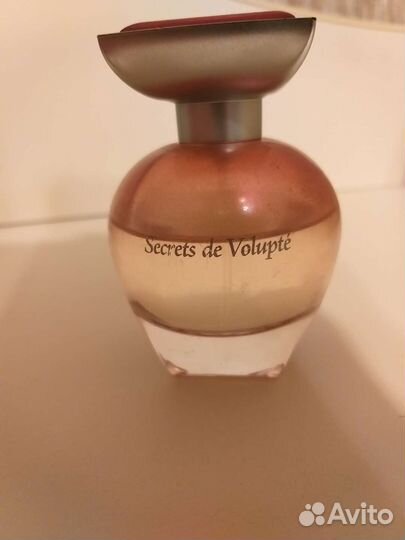 Secrets de Volupté
Avito